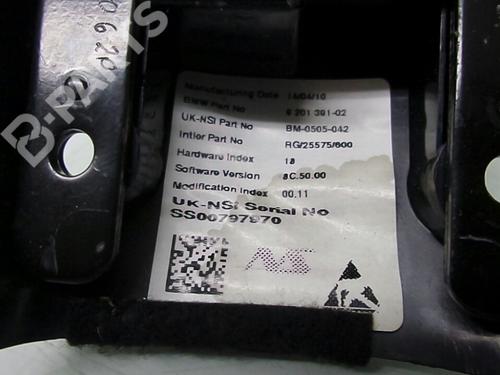 B-PARTS
Manufacturing Date 14/04/10
BMW Part No 9 201 391-02
UK-NSI Part No BM-0505-042
Intier Part No RG/25575/600
Hardware Index 18
Software Version 8C.50.00
Modification Index 00.11
UK-NSI Serial No
SS00797970